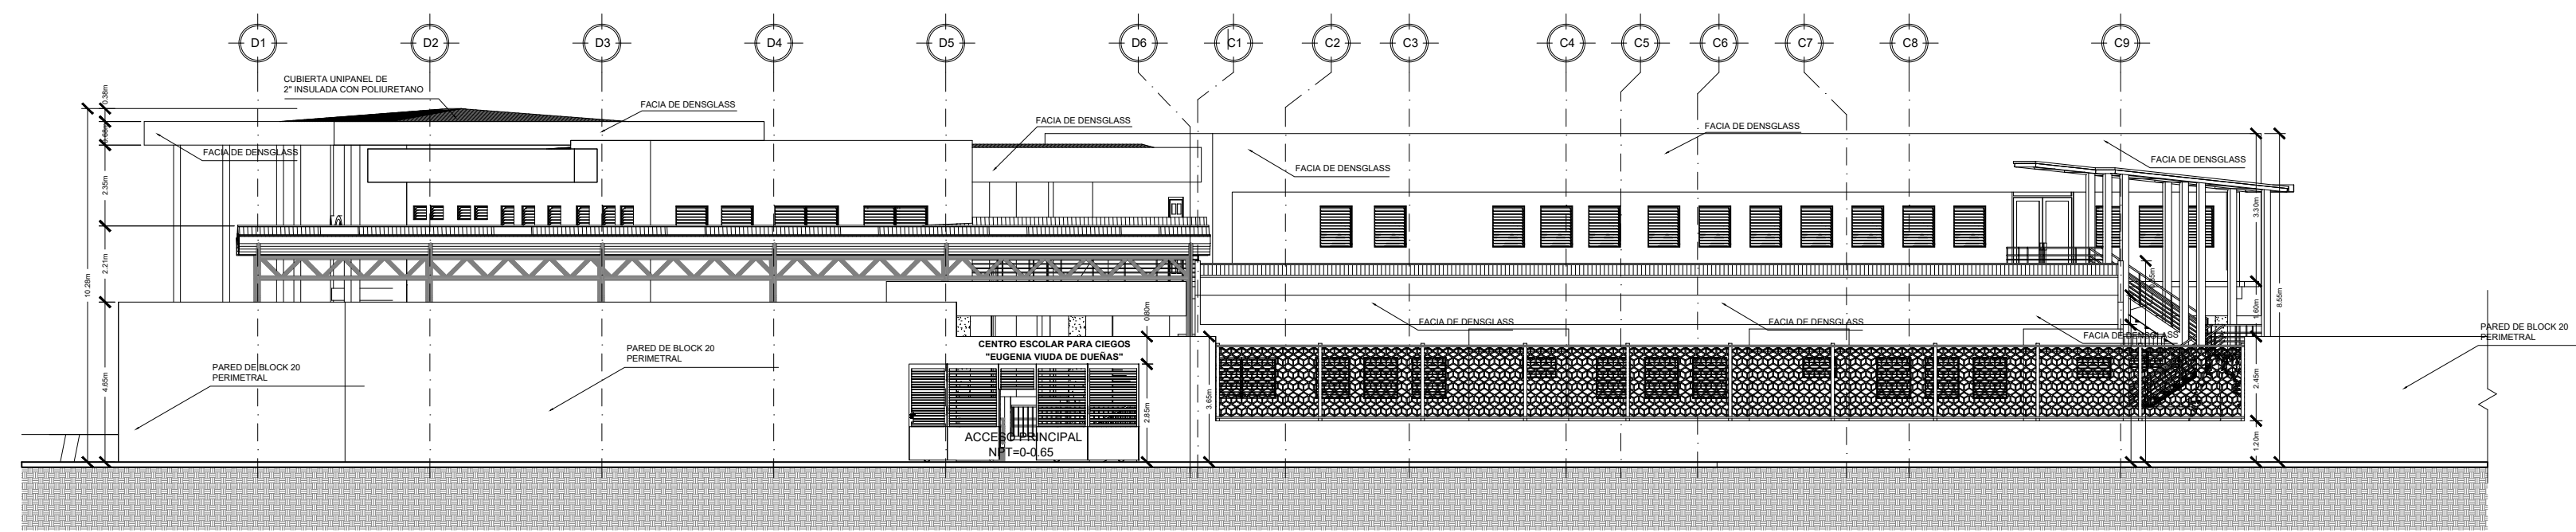 D1 D2 D3 D4 D5 D6 C1 C2 C3 C4 C5 C6 C7 C8 C9
CUBIERTA UNIPANEL DE
2" INSULADA CON POLIURETANO
FACIA DE DENSGLASS
FACIA DE DENSGLASS
FACIA DE DENSGLASS
FACIA DE DENSGLASS
FACIA DE DENSGLASS
FACIA DE DENSGLASS
0.38m
0.68m
2.35m
2.21m
4.65m
10.28m
FACIA DE DENSGLASS
FACIA DE DENSGLASS
FACIA DE DENSGLASS
PARED DE BLOCK 20
PERIMETRAL
PARED DE BLOCK 20
PERIMETRAL
CENTRO ESCOLAR PARA CIEGOS
"EUGENIA VIUDA DE DUEÑAS"
ACCESO PRINCIPAL
NPT=0-0.65
0.80m
2.85m
3.65m
3.30m
1.60m
2.45m
1.20m
8.55m
PARED DE BLOCK 20
PERIMETRAL